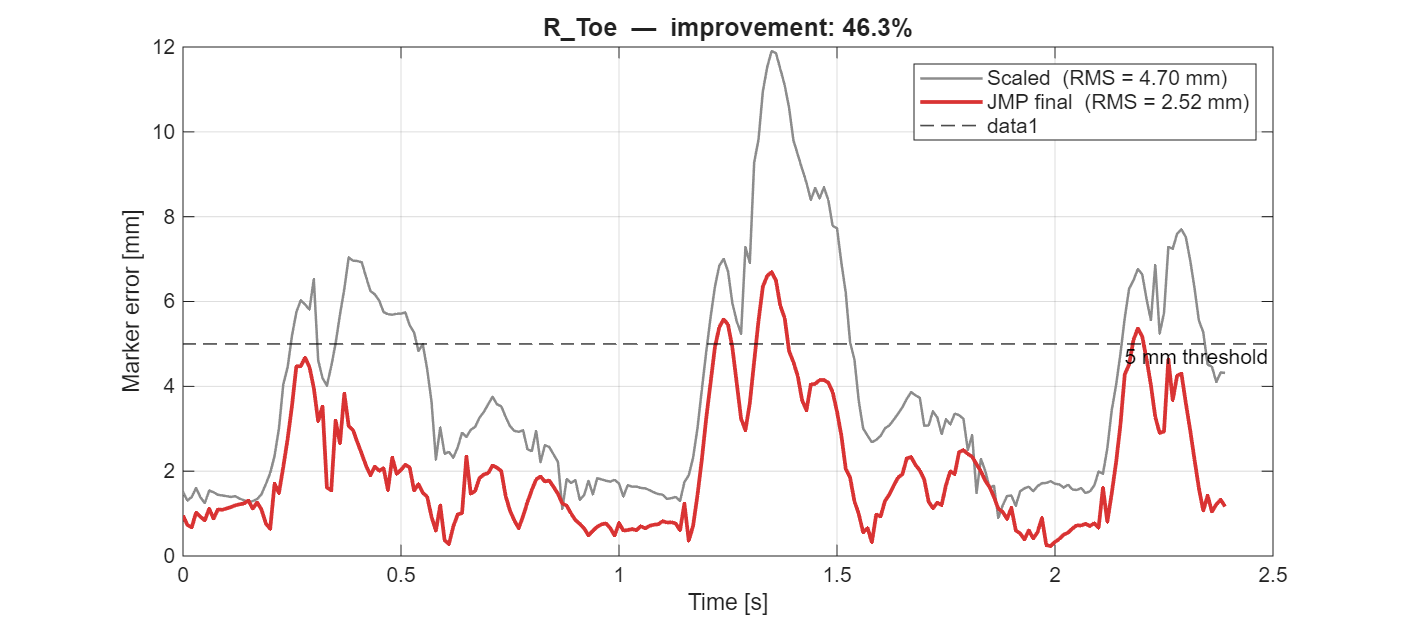 R_Toe — improvement: 46.3%
Marker error [mm]
12
10
8
6
4
2
0
Scaled (RMS = 4.70 mm)
JMP final (RMS = 2.52 mm)
data1
5 mm threshold
0 0.5 1 1.5 2 2.5
Time [s]